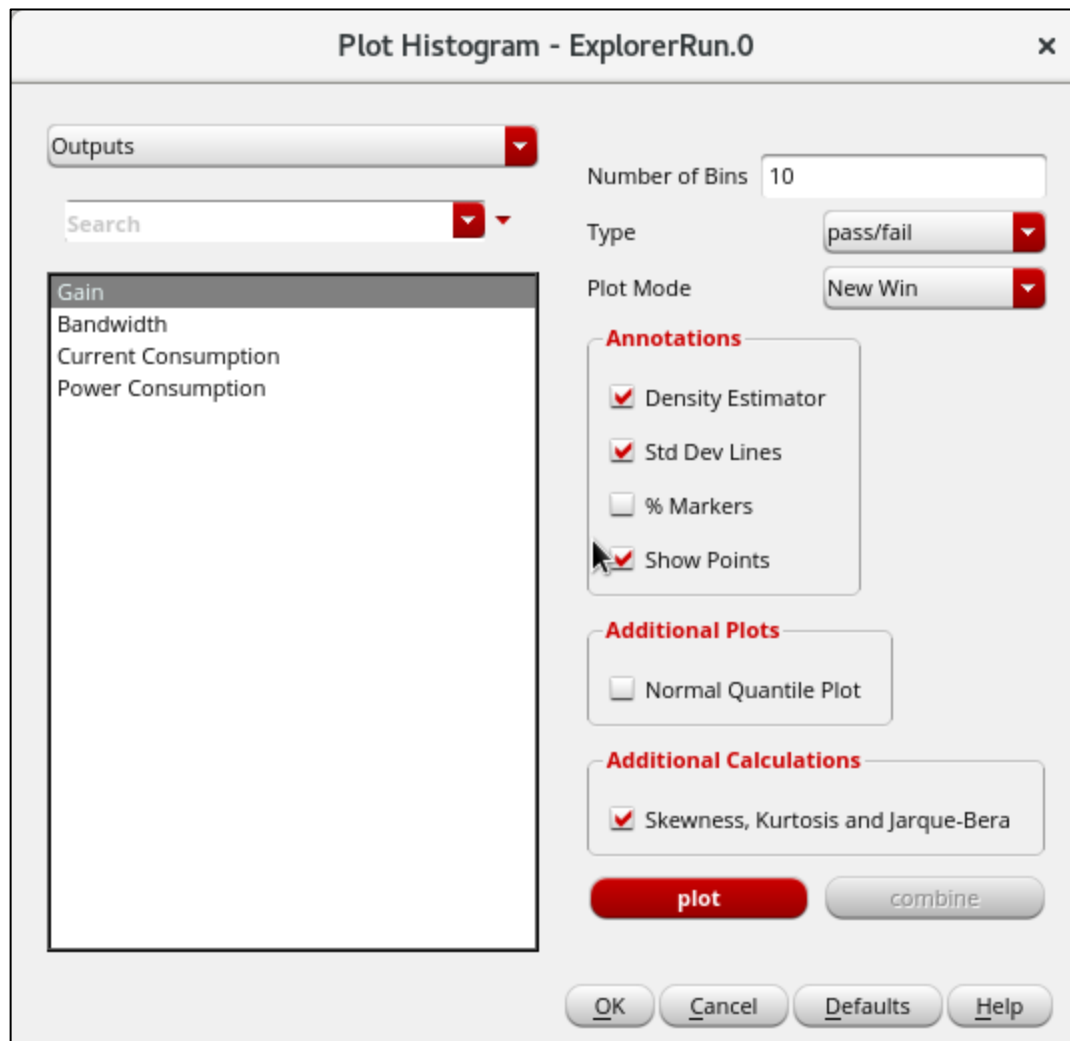 Plot Histogram - ExplorerRun.0
Outputs
Search
Gain
Bandwidth
Current Consumption
Power Consumption
Number of Bins 10
Type pass/fail
Plot Mode New Win
Annotations
Density Estimator
Std Dev Lines
% Markers
Show Points
Additional Plots
Normal Quantile Plot
Additional Calculations
Skewness, Kurtosis and Jarque-Bera
plot combine
OK Cancel Defaults Help